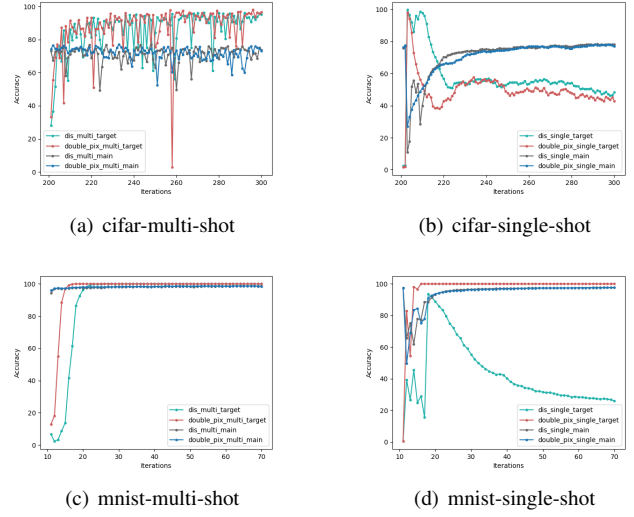 100
80
60
40
20
0
Accuracy
dis_multi_target
double_pix_multi_target
dis_multi_main
double_pix_multi_main
200 220 240 260 280 300
Iterations
(a) cifar-multi-shot
100
80
60
40
20
0
Accuracy
dis_single_target
double_pix_single_target
dis_single_main
double_pix_single_main
200 220 240 260 280 300
Iterations
(b) cifar-single-shot
100
80
60
40
20
0
Accuracy
dis_multi_target
double_pix_multi_target
dis_multi_main
double_pix_multi_main
10 20 30 40 50 60 70
Iterations
(c) mnist-multi-shot
100
80
60
40
20
0
Accuracy
dis_single_target
double_pix_single_target
dis_single_main
double_pix_single_main
10 20 30 40 50 60 70
Iterations
(d) mnist-single-shot